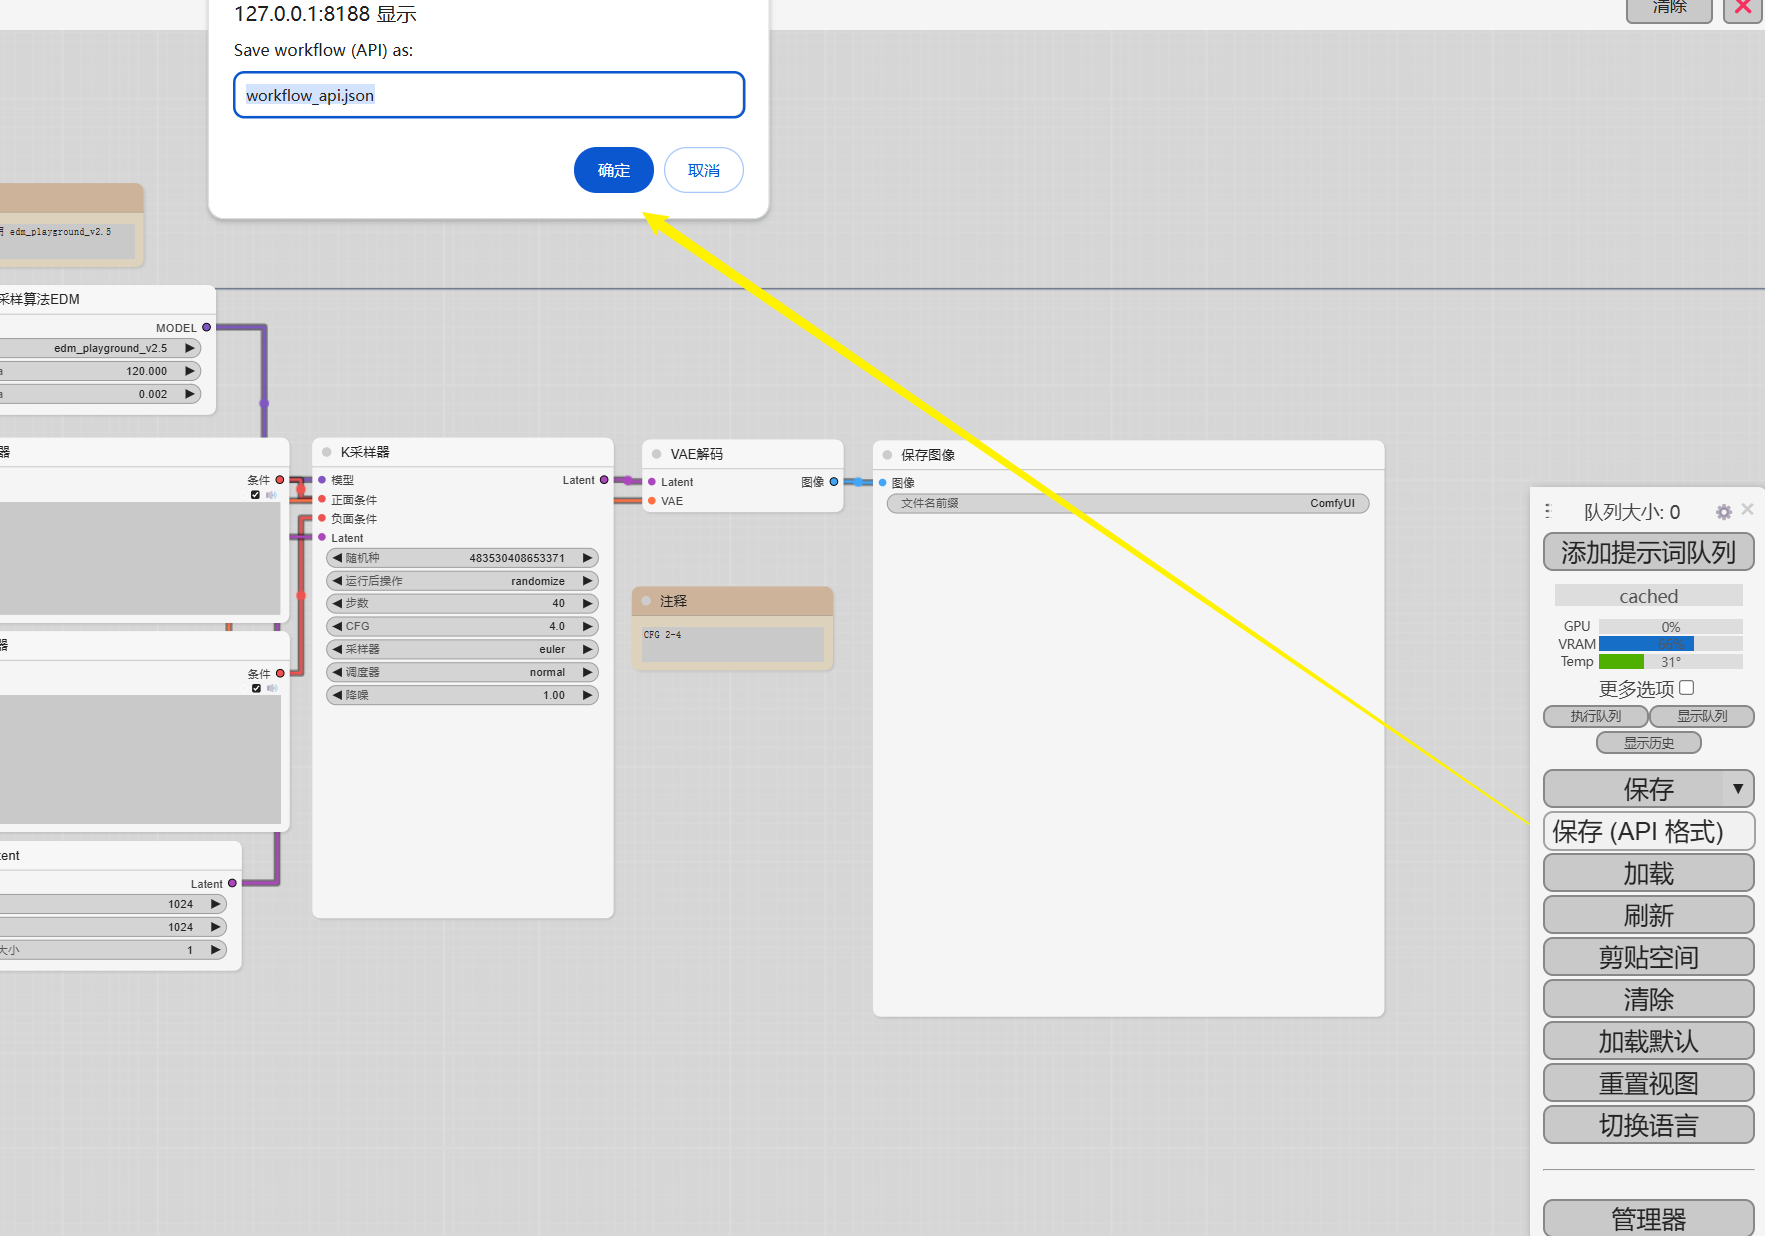 127.0.0.1:8188 显示
Save workflow (API) as:
workflow_api.json
确定
取消
清除
edm_playground_v2.5
采样算法EDM
MODEL
edm_playground_v2.5
120.000
0.002
器
条件
器
条件
Latent
1024
1024
大小 1
K采样器
模型
Latent
正面条件
负面条件
Latent
随机种 483530408653371
运行后操作 randomize
步数 40
CFG 4.0
采样器 euler
调度器 normal
降噪 1.00
VAE解码
Latent
图像
VAE
注释
CFG 2-4
保存图像
图像
文件名前缀 ComfyUI
队列大小: 0
添加提示词队列
cached
GPU 0%
VRAM
Temp 31°
更多选项
执行队列
显示队列
显示历史
保存
保存 (API 格式)
加载
刷新
剪贴空间
清除
加载默认
重置视图
切换语言
管理器